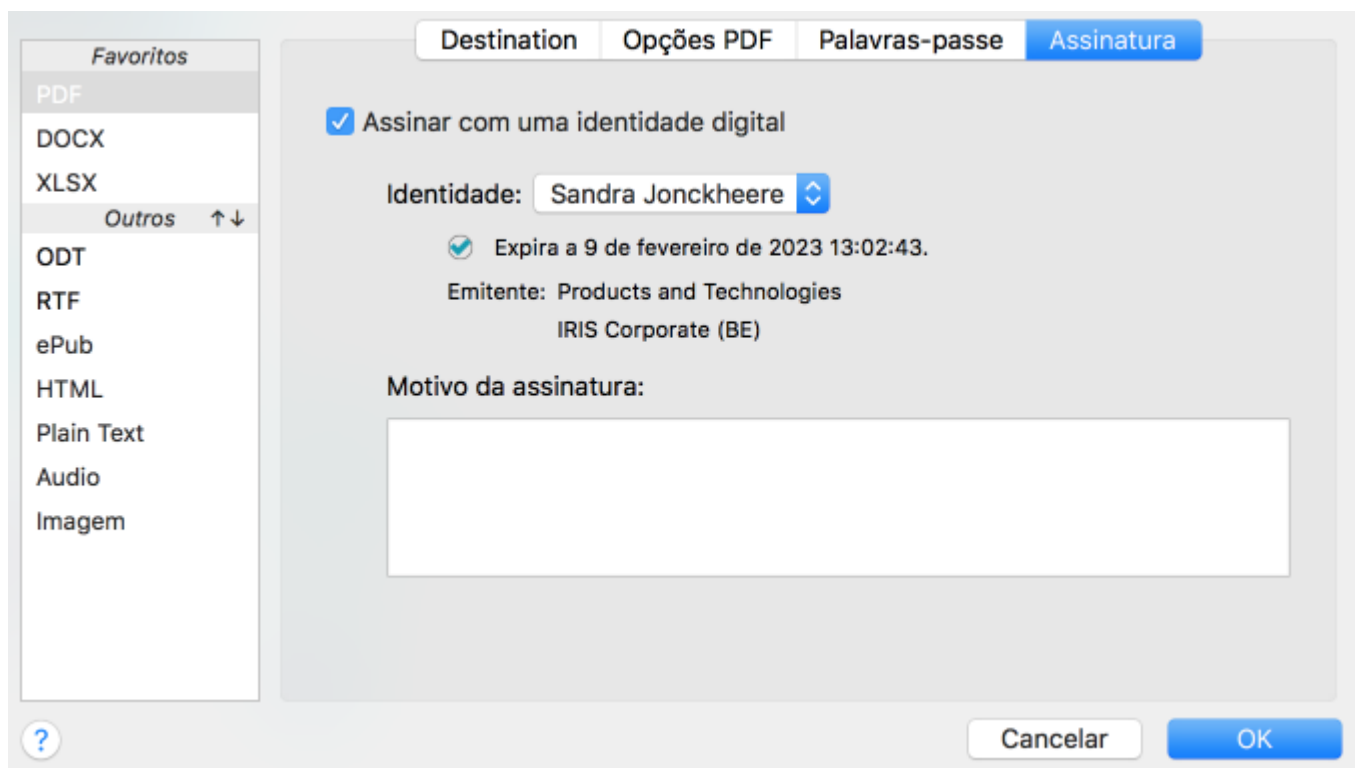 Destination
Opções PDF
Palavras-passe
Assinatura
Favoritos
PDF
DOCX
XLSX
Outros ↑↓
ODT
RTF
ePub
HTML
Plain Text
Audio
Imagem
Assinar com uma identidade digital
Identidade: Sandra Jonckheere
Expira a 9 de fevereiro de 2023 13:02:43.
Emitente: Products and Technologies
IRIS Corporate (BE)
Motivo da assinatura:
?
Cancelar
OK